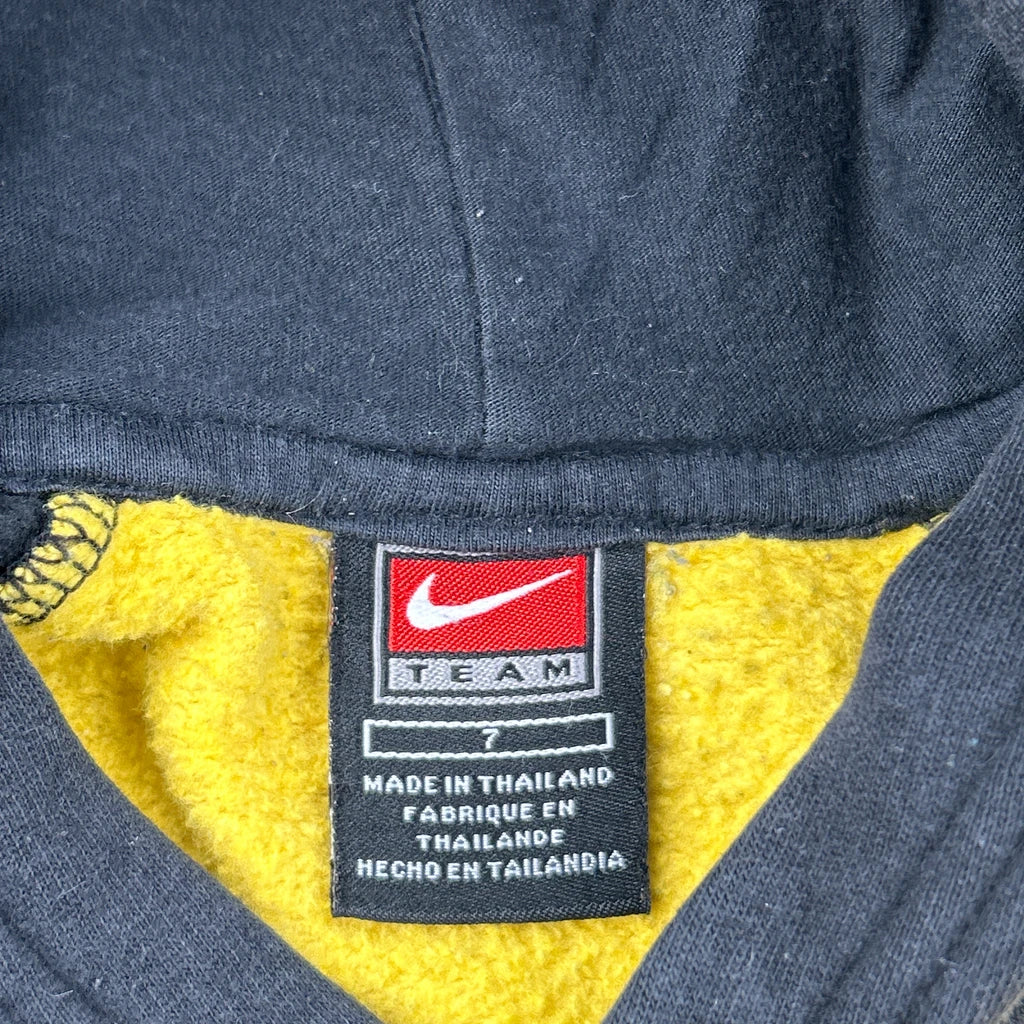 TEAM
7
MADE IN THAILAND
FABRIQUE EN
THAILANDE
HECHO EN TAILANDIA